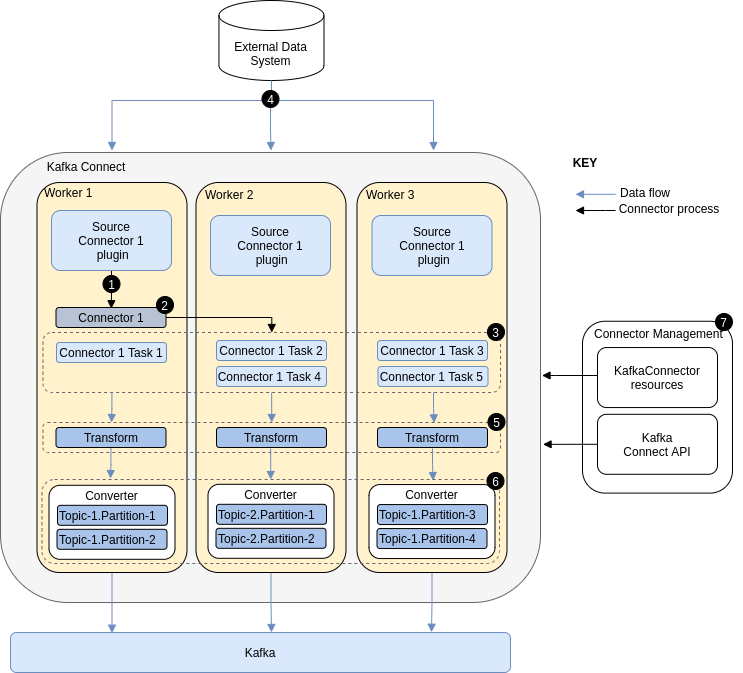 External Data
System
4
Kafka Connect
Worker 1
Source
Connector 1
plugin
1
2
Connector 1
Worker 2
Source
Connector 1
plugin
Worker 3
Source
Connector 1
plugin
3
Connector 1 Task 1
Connector 1 Task 2
Connector 1 Task 4
Connector 1 Task 3
Connector 1 Task 5
5
Transform
Transform
Transform
6
Converter
Topic-1.Partition-1
Topic-1.Partition-2
Converter
Topic-2.Partition-1
Topic-2.Partition-2
Converter
Topic-1.Partition-3
Topic-1.Partition-4
Kafka
KEY
Data flow
Connector process
7
Connector Management
KafkaConnector
resources
Kafka
Connect API